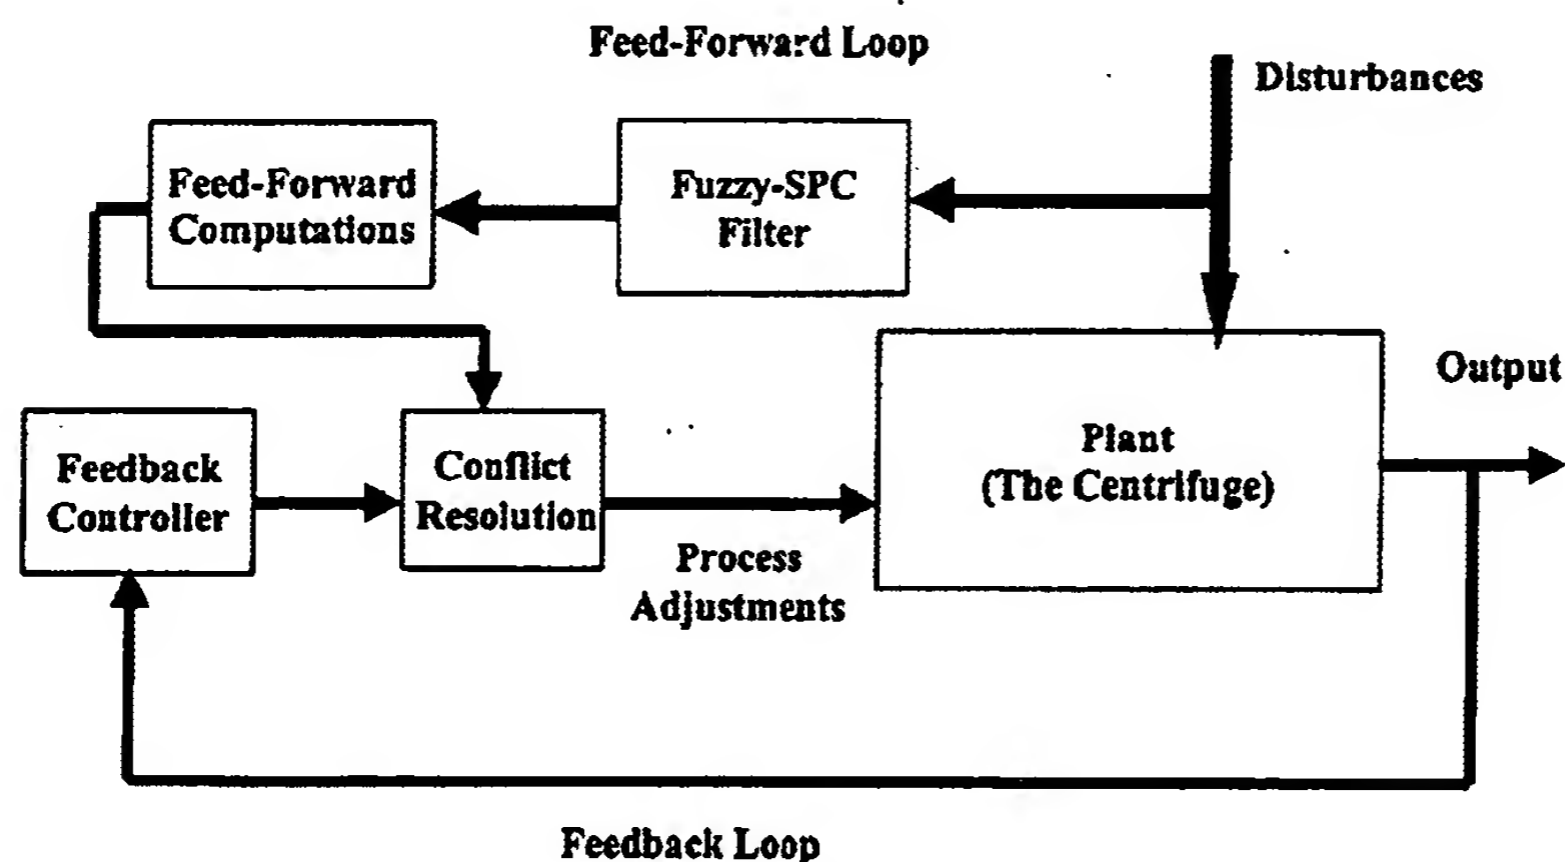 Feed-Forward Loop
Disturbances
Feed-Forward
Computations
Fuzzy-SPC
Filter
Output
Feedback
Controller
Conflict
Resolution
Plant
(The Centrifuge)
Process
Adjustments
Feedback Loop